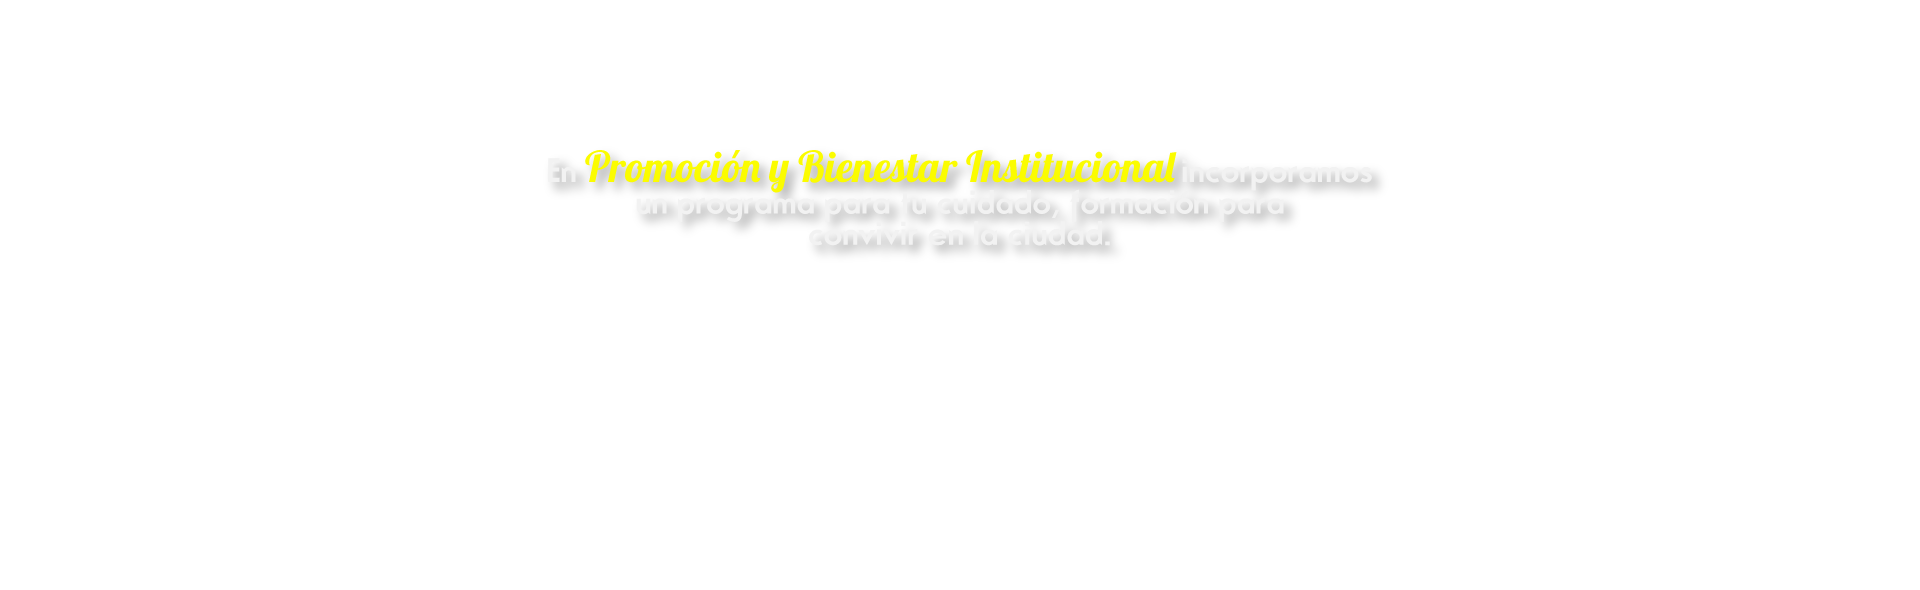 En Promoción y Bienestar Institucional incorporamos
un programa para tu cuidado, formación para
convivir en la ciudad.